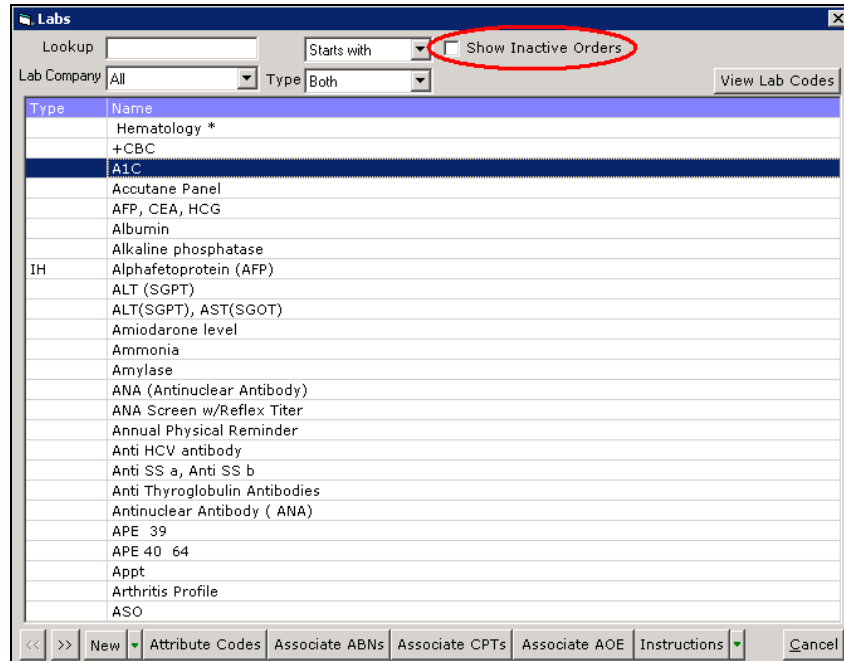 Labs
Lookup Starts with Show Inactive Orders
Lab Company All Type Both View Lab Codes
Type Name
Hematology *
+CBC
A1C
Accutane Panel
AFP, CEA, HCG
Albumin
Alkaline phosphatase
IH Alphafetoprotein (AFP)
ALT (SGPT)
ALT(SGPT), AST(SGOT)
Amiodarone level
Ammonia
Amylase
ANA (Antinuclear Antibody)
ANA Screen w/Reflex Titer
Annual Physical Reminder
Anti HCV antibody
Anti SS a, Anti SS b
Anti Thyroglobulin Antibodies
Antinuclear Antibody ( ANA)
APE 39
APE 40 64
Appt
Arthritis Profile
ASO
<< >> New Attribute Codes Associate ABNs Associate CPTs Associate AOE Instructions Cancel